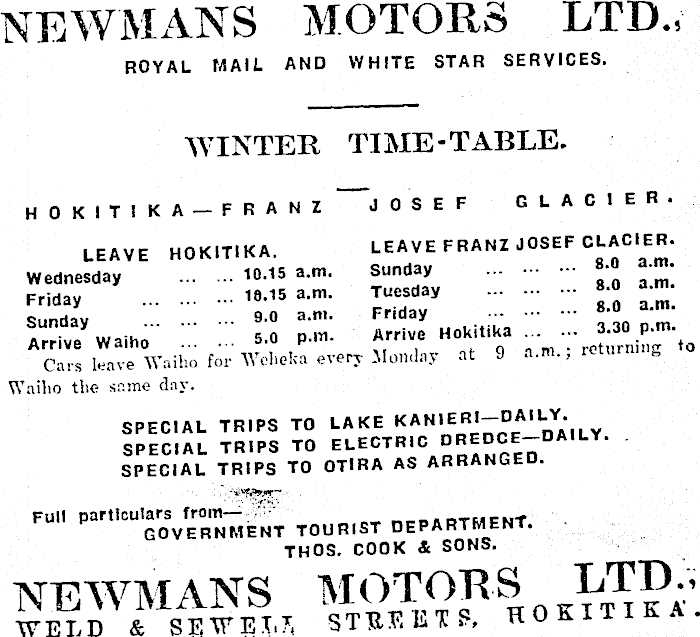 NEWMANS MOTORS LTD.,
ROYAL MAIL AND WHITE STAR SERVICES.
WINTER TIME-TABLE.
HOKITIKA—FRANZ JOSEF GLACIER.
LEAVE HOKITIKA.
Wednesday ... ... 10.15 a.m.
Friday ... ... ... 10.15 a.m.
Sunday ... ... ... 9.0 a.m.
Arrive Waiho ... ... 5.0 p.m.
LEAVE FRANZ JOSEF GLACIER.
Sunday ... ... ... 8.0 a.m.
Tuesday ... ... ... 8.0 a.m.
Friday ... ... ... 8.0 a.m.
Arrive Hokitika ... ... 3.30 p.m.
Cars leave Waiho for Weheka every Monday at 9 a.m.; returning to
Waiho the same day.
SPECIAL TRIPS TO LAKE KANIERI—DAILY.
SPECIAL TRIPS TO ELECTRIC DREDGE—DAILY.
SPECIAL TRIPS TO OTIRA AS ARRANGED.
Full particulars from—
GOVERNMENT TOURIST DEPARTMENT.
THOS. COOK & SONS.
NEWMANS MOTORS LTD.,
WELD & SEWELL STREETS, HOKITIKA.